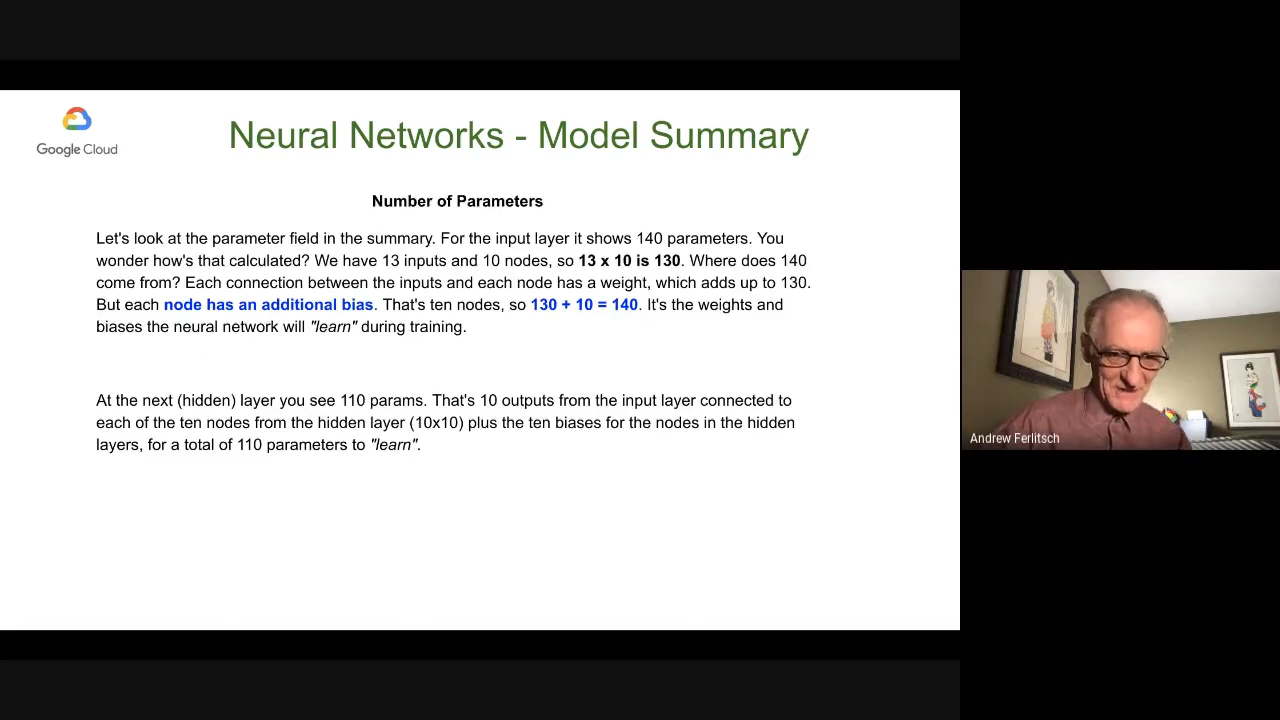 Google Cloud
Neural Networks - Model Summary
Number of Parameters
Let's look at the parameter field in the summary. For the input layer it shows 140 parameters. You
wonder how's that calculated? We have 13 inputs and 10 nodes, so 13 x 10 is 130. Where does 140
come from? Each connection between the inputs and each node has a weight, which adds up to 130.
But each node has an additional bias. That's ten nodes, so 130 + 10 = 140. It's the weights and
biases the neural network will "learn" during training.
At the next (hidden) layer you see 110 params. That's 10 outputs from the input layer connected to
each of the ten nodes from the hidden layer (10x10) plus the ten biases for the nodes in the hidden
layers, for a total of 110 parameters to "learn".
Andrew Ferlitsch